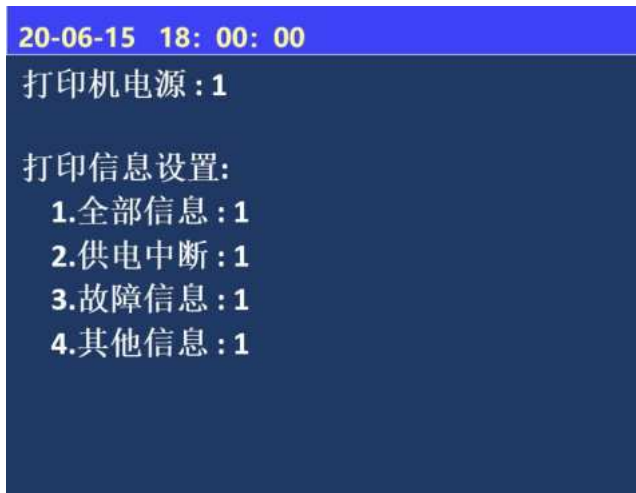 20-06-15 18: 00: 00
打印机电源 : 1
打印信息设置:
1.全部信息 : 1
2.供电中断 : 1
3.故障信息 : 1
4.其他信息 : 1